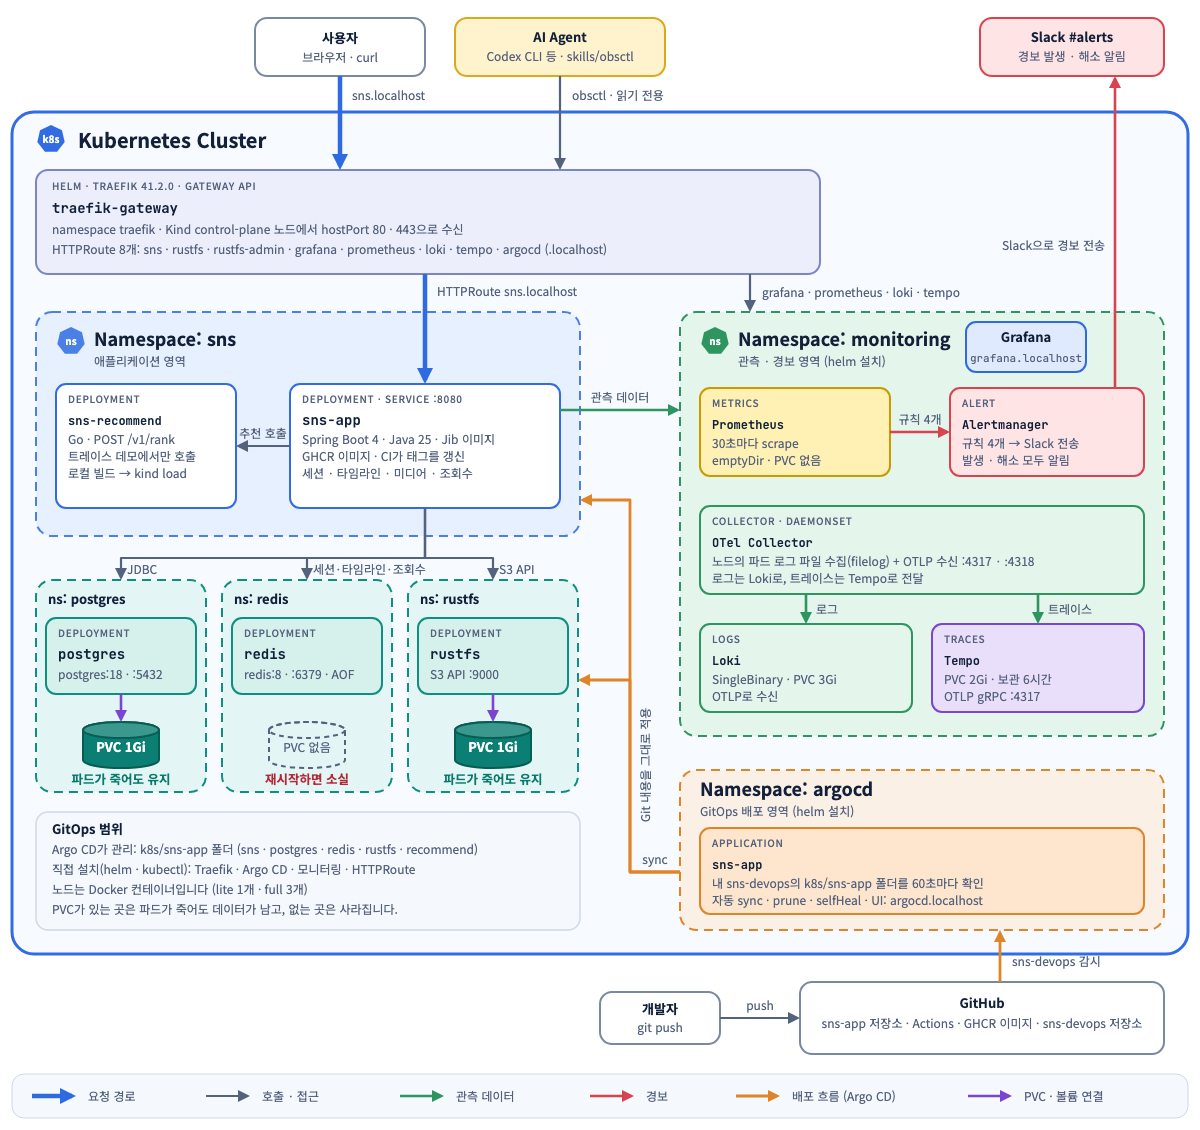 사용자
브라우저 · curl
AI Agent
Codex CLI 등 · skills/obsctl
Slack #alerts
경보 발생 · 해소 알림
sns.localhost
obsctl · 읽기 전용
k8s
Kubernetes Cluster
HELM · TRAEFIK 41.2.0 · GATEWAY API
traefik-gateway
namespace traefik · Kind control-plane 노드에서 hostPort 80 · 443으로 수신
HTTPRoute 8개: sns · rustfs · rustfs-admin · grafana · prometheus · loki · tempo · argocd (.localhost)
Slack으로 경보 전송
HTTPRoute sns.localhost
grafana · prometheus · loki · tempo
ns
Namespace: sns
애플리케이션 영역
DEPLOYMENT
sns-recommend
Go · POST /v1/rank
트레이스 데모에서만 호출
로컬 빌드 → kind load
추천 호출
DEPLOYMENT · SERVICE :8080
sns-app
Spring Boot 4 · Java 25 · Jib 이미지
GHCR 이미지 · CI가 태그를 갱신
세션 · 타임라인 · 미디어 · 조회수
관측 데이터
ns
Namespace: monitoring
관측 · 경보 영역 (helm 설치)
Grafana
grafana.localhost
METRICS
Prometheus
30초마다 scrape
emptyDir · PVC 없음
규칙 4개
ALERT
Alertmanager
규칙 4개 → Slack 전송
발생 · 해소 모두 알림
COLLECTOR · DAEMONSET
OTel Collector
노드의 파드 로그 파일 수집(filelog) + OTLP 수신 :4317 · :4318
로그는 Loki로, 트레이스는 Tempo로 전달
로그
트레이스
LOGS
Loki
SingleBinary · PVC 3Gi
OTLP로 수신
TRACES
Tempo
PVC 2Gi · 보관 6시간
OTLP gRPC :4317
JDBC
세션·타임라인·조회수
S3 API
ns: postgres
DEPLOYMENT
postgres
postgres:18 · :5432
PVC 1Gi
파드가 죽어도 유지
ns: redis
DEPLOYMENT
redis
redis:8 · :6379 · AOF
PVC 없음
재시작하면 소실
ns: rustfs
DEPLOYMENT
rustfs
S3 API :9000
PVC 1Gi
파드가 죽어도 유지
Git 내용을 그대로 적용
sync
GitOps 범위
Argo CD가 관리: k8s/sns-app 폴더 (sns · postgres · redis · rustfs · recommend)
직접 설치(helm · kubectl): Traefik · Argo CD · 모니터링 · HTTPRoute
노드는 Docker 컨테이너입니다 (lite 1개 · full 3개)
PVC가 있는 곳은 파드가 죽어도 데이터가 남고, 없는 곳은 사라집니다.
Namespace: argocd
GitOps 배포 영역 (helm 설치)
APPLICATION
sns-app
내 sns-devops의 k8s/sns-app 폴더를 60초마다 확인
자동 sync · prune · selfHeal · UI: argocd.localhost
sns-devops 감시
개발자
git push
push
GitHub
sns-app 저장소 · Actions · GHCR 이미지 · sns-devops 저장소
요청 경로
호출 · 접근
관측 데이터
경보
배포 흐름 (Argo CD)
PVC · 볼륨 연결